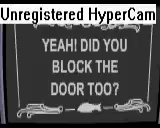 Unregistered HyperCam
YEAH! DID YOU
BLOCK THE
DOOR TOO?